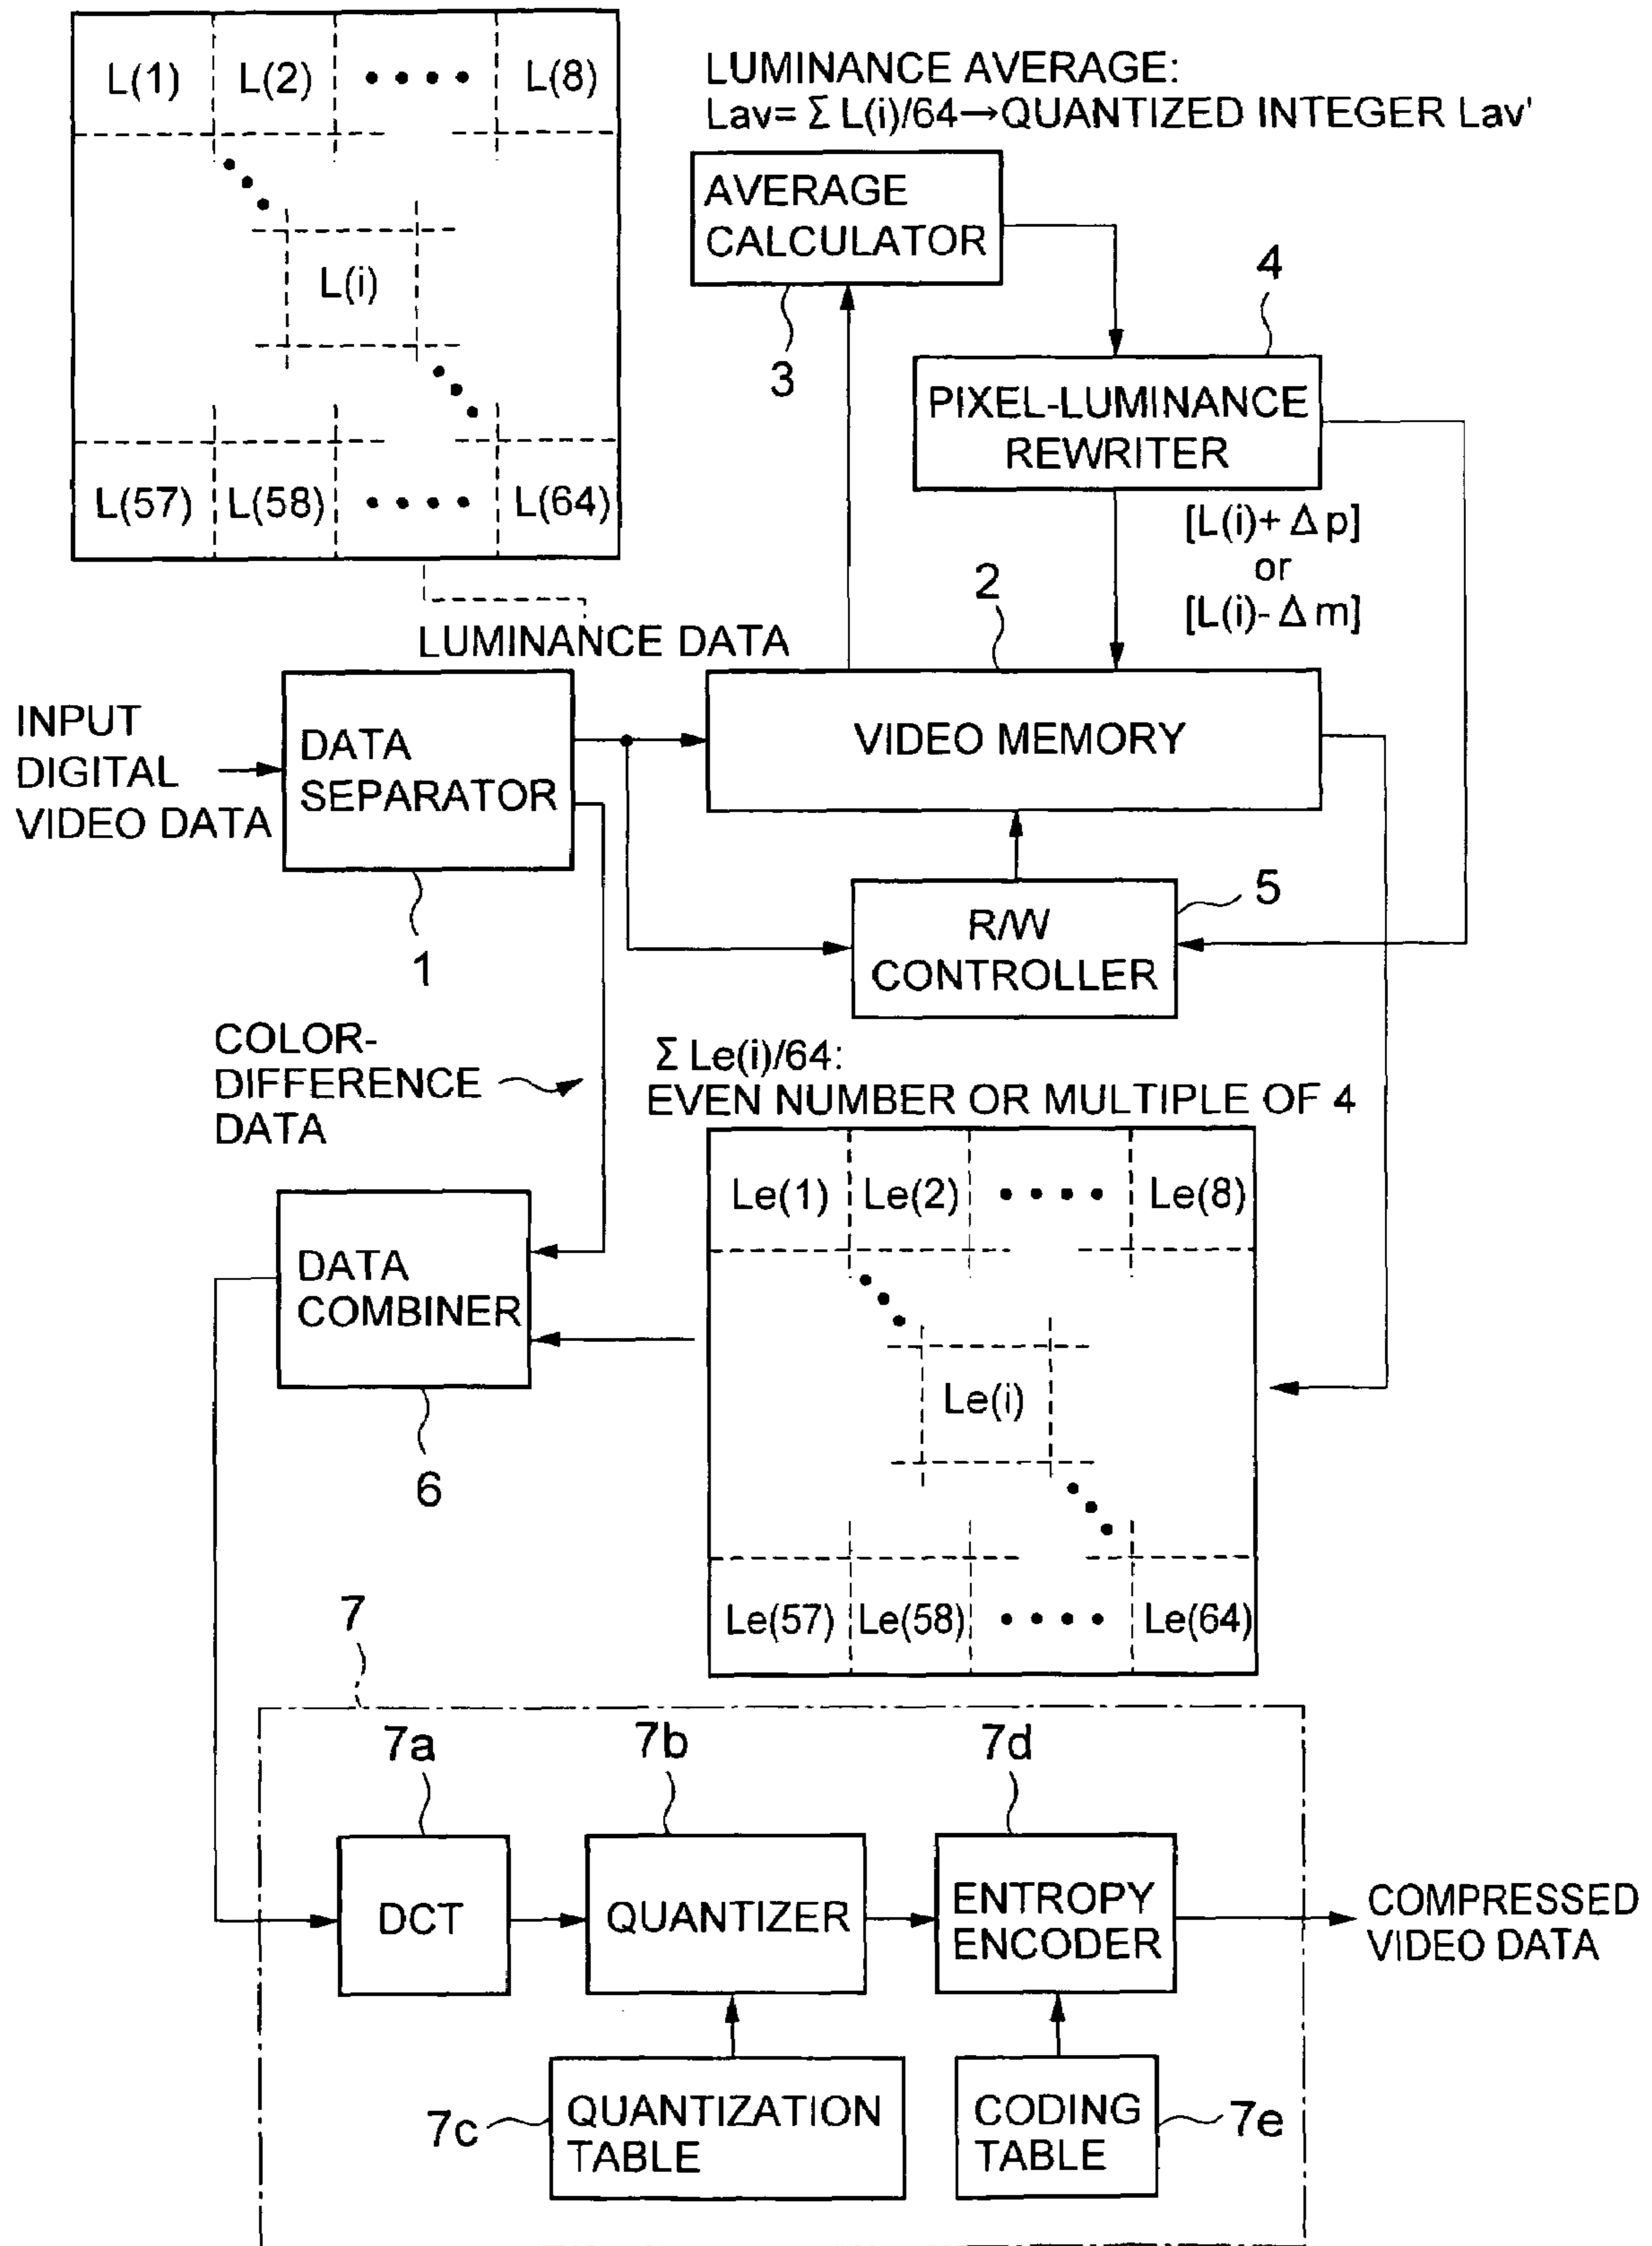 L(1) L(2) •••• L(8)
L(i)
L(57) L(58) •••• L(64)
LUMINANCE AVERAGE:
Lav= Σ L(i)/64→QUANTIZED INTEGER Lav'
AVERAGE
CALCULATOR
3
4
PIXEL-LUMINANCE
REWRITER
[L(i)+ Δp]
or
[L(i)- Δm]
2
LUMINANCE DATA
INPUT
DIGITAL
VIDEO DATA
DATA
SEPARATOR
1
VIDEO MEMORY
5
R/W
CONTROLLER
COLOR-
DIFFERENCE
DATA
Σ Le(i)/64:
EVEN NUMBER OR MULTIPLE OF 4
Le(1) Le(2) •••• Le(8)
Le(i)
Le(57) Le(58) •••• Le(64)
DATA
COMBINER
6
7
7a
7b
7d
DCT
QUANTIZER
ENTROPY
ENCODER
COMPRESSED
VIDEO DATA
7c
QUANTIZATION
TABLE
CODING
TABLE
7e